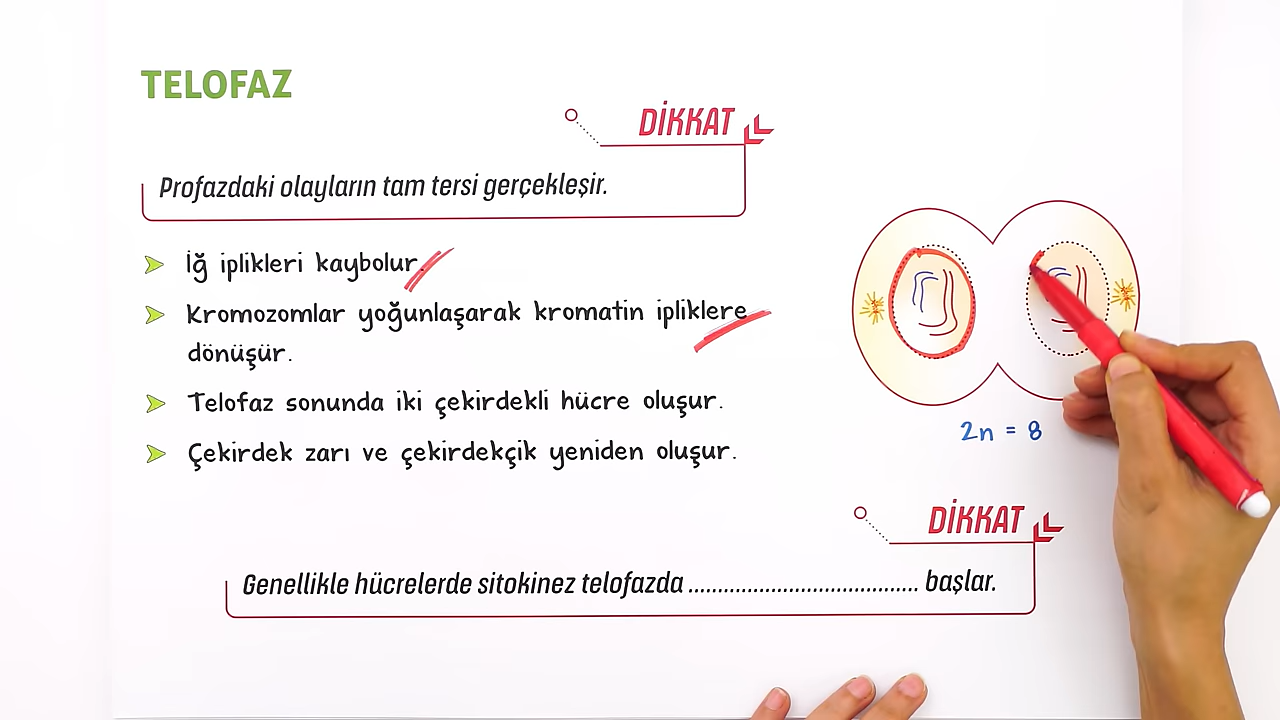 TELOFAZ
DİKKAT
Profazdaki olayların tam tersi gerçekleşir.
İğ iplikleri kaybolur.
Kromozomlar yoğunlaşarak kromatin ipliklere
dönüşür.
Telofaz sonunda iki çekirdekli hücre oluşur.
Çekirdek zarı ve çekirdekçik yeniden oluşur.
2n = 8
DİKKAT
Genellikle hücrelerde sitokinez telofazda ....................................... başlar.